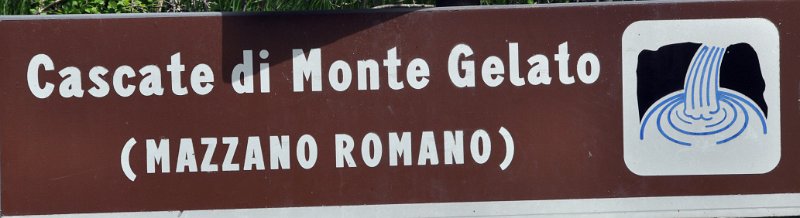 Cascate di Monte Gelato
(MAZZANO ROMANO)